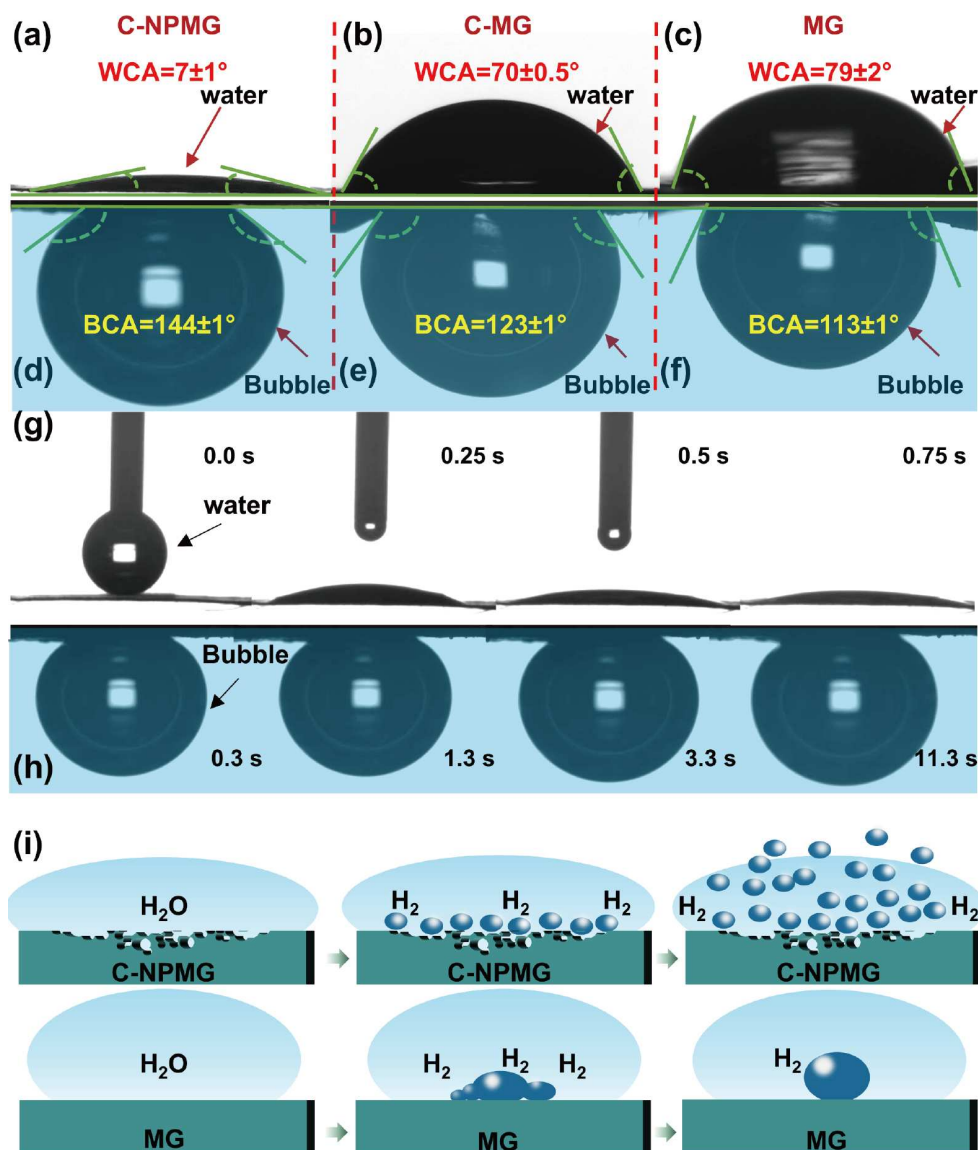 (a) C-NPMG
WCA=7±1°
water
(b) C-MG
WCA=70±0.5°
water
(c) MG
WCA=79±2°
water
BCA=144±1°
(d) Bubble
BCA=123±1°
(e) Bubble
BCA=113±1°
(f) Bubble
(g) 0.0 s 0.25 s 0.5 s 0.75 s
water
Bubble
(h) 0.3 s 1.3 s 3.3 s 11.3 s
(i)
H₂O
C-NPMG
H₂ H₂ H₂
C-NPMG
H₂ H₂
C-NPMG
H₂O
MG
H₂ H₂ H₂
MG
H₂
MG